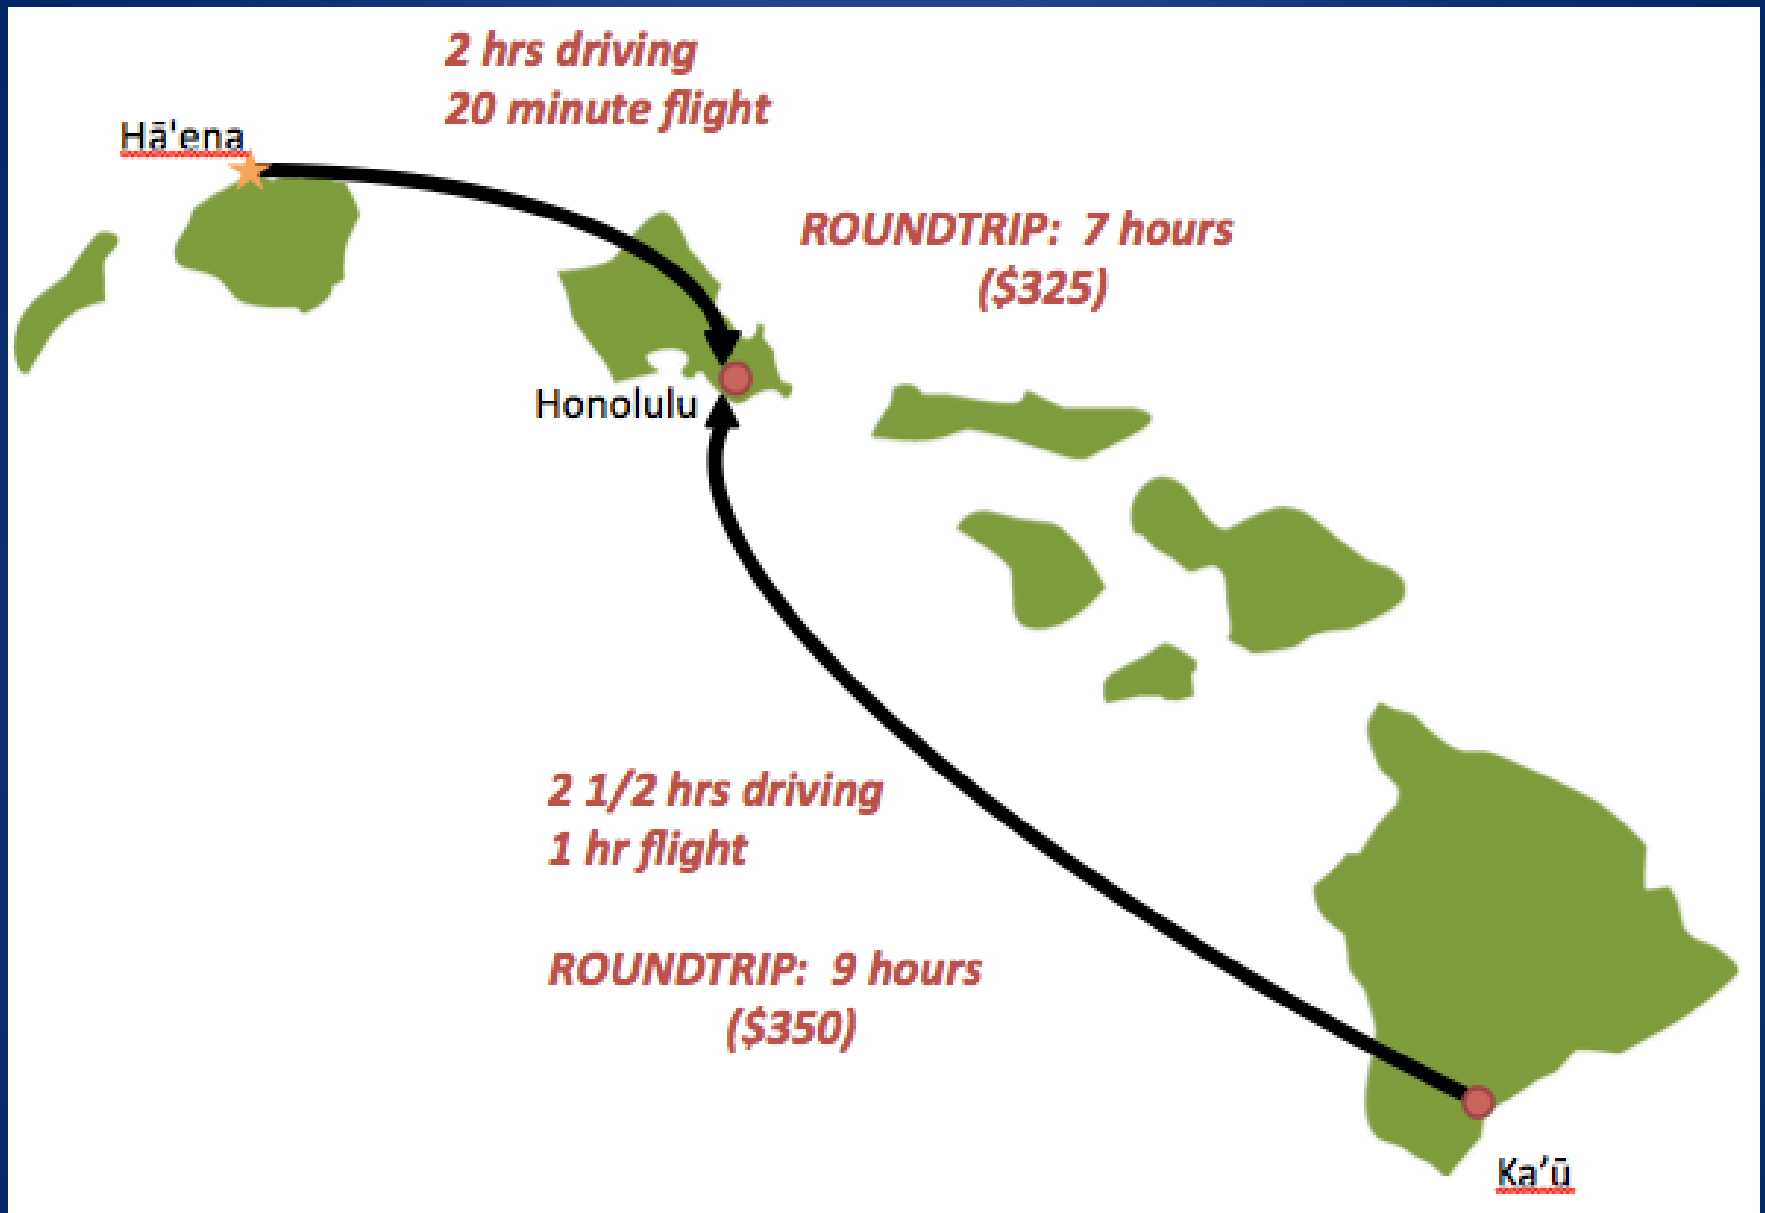 2 hrs driving
20 minute flight
Hā'ena
ROUNDTRIP:  7 hours
($325)
Honolulu
2 1/2 hrs driving
1 hr flight
ROUNDTRIP:  9 hours
($350)
Ka’ū